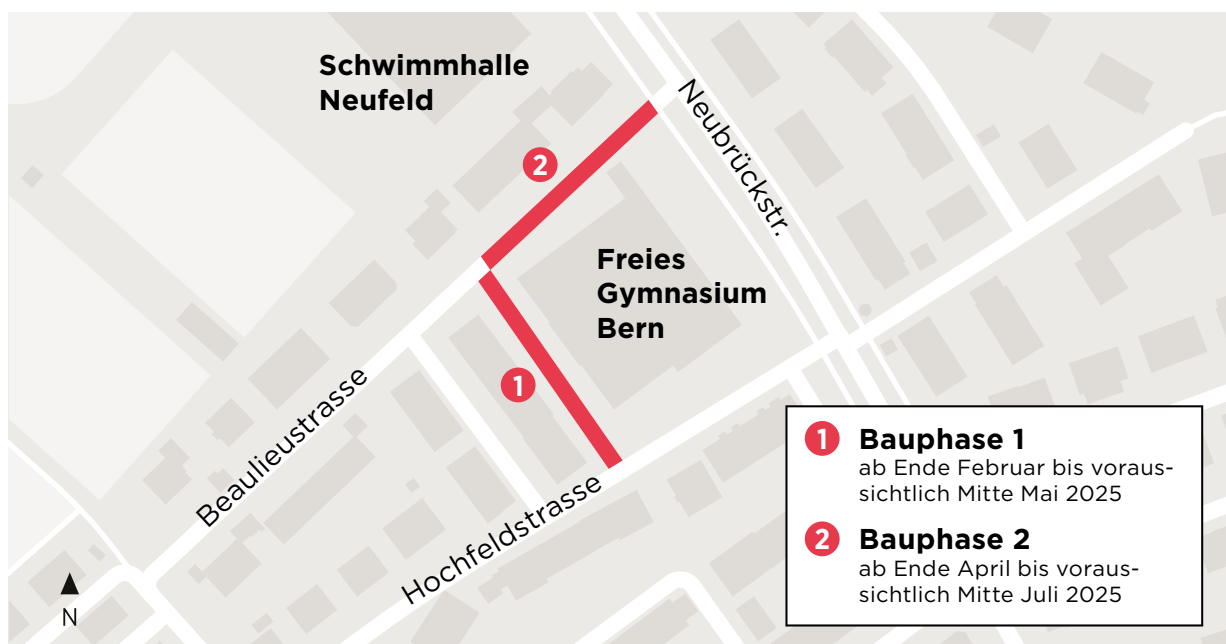 Schwimmhalle
Neufeld
Neubrückstr.
2
Freies
Gymnasium
Bern
1
Beaulieustrasse
Hochfeldstrasse
N
1 Bauphase 1
ab Ende Februar bis voraus-
sichtlich Mitte Mai 2025
2 Bauphase 2
ab Ende April bis voraus-
sichtlich Mitte Juli 2025